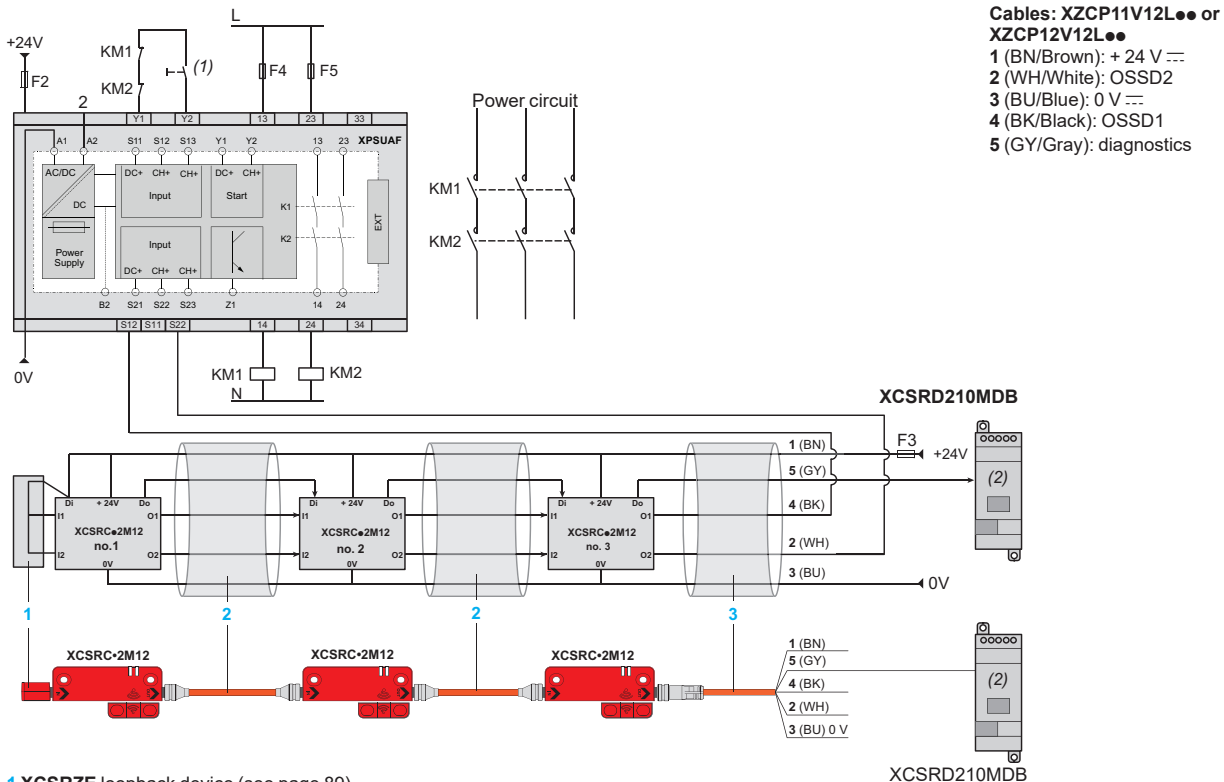 L
+24V
F2
KM1
KM2
(1)
2
F4
F5
Y1 Y2 13 23 33
A1 A2 S11 S12 S13 Y1 Y2 13 23 XPSUAF
AC/DC
DC
DC+ CH+ CH+
DC+ CH+
Input
Start
K1
K2
EXT
Power
Supply
Input
DC+ CH+ CH+
B2 S21 S22 S23 Z1 14 24
S12 S11 S22 14 24 34
0V
KM1
KM2
N
Power circuit
KM1
KM2
Cables: XZCP11V12L●● or
XZCP12V12L●●
1 (BN/Brown): + 24 V ⎓
2 (WH/White): OSSD2
3 (BU/Blue): 0 V ⎓
4 (BK/Black): OSSD1
5 (GY/Gray): diagnostics
XCSRD210MDB
1 (BN)
F3
+24V
5 (GY)
(2)
4 (BK)
2 (WH)
3 (BU)
0V
Di + 24V Do
I1 O1
XCSRC●2M12
no.1
I2 O2
0V
Di + 24V Do
I1 O1
XCSRC●2M12
no. 2
I2 O2
0V
Di + 24V Do
I1 O1
XCSRC●2M12
no. 3
I2 O2
0V
1
2
2
3
XCSRC•2M12
XCSRC•2M12
XCSRC•2M12
1 (BN)
5 (GY)
4 (BK)
2 (WH)
3 (BU) 0 V
(2)
XCSRD210MDB
1 XCSRZE loopback device (see page 89)